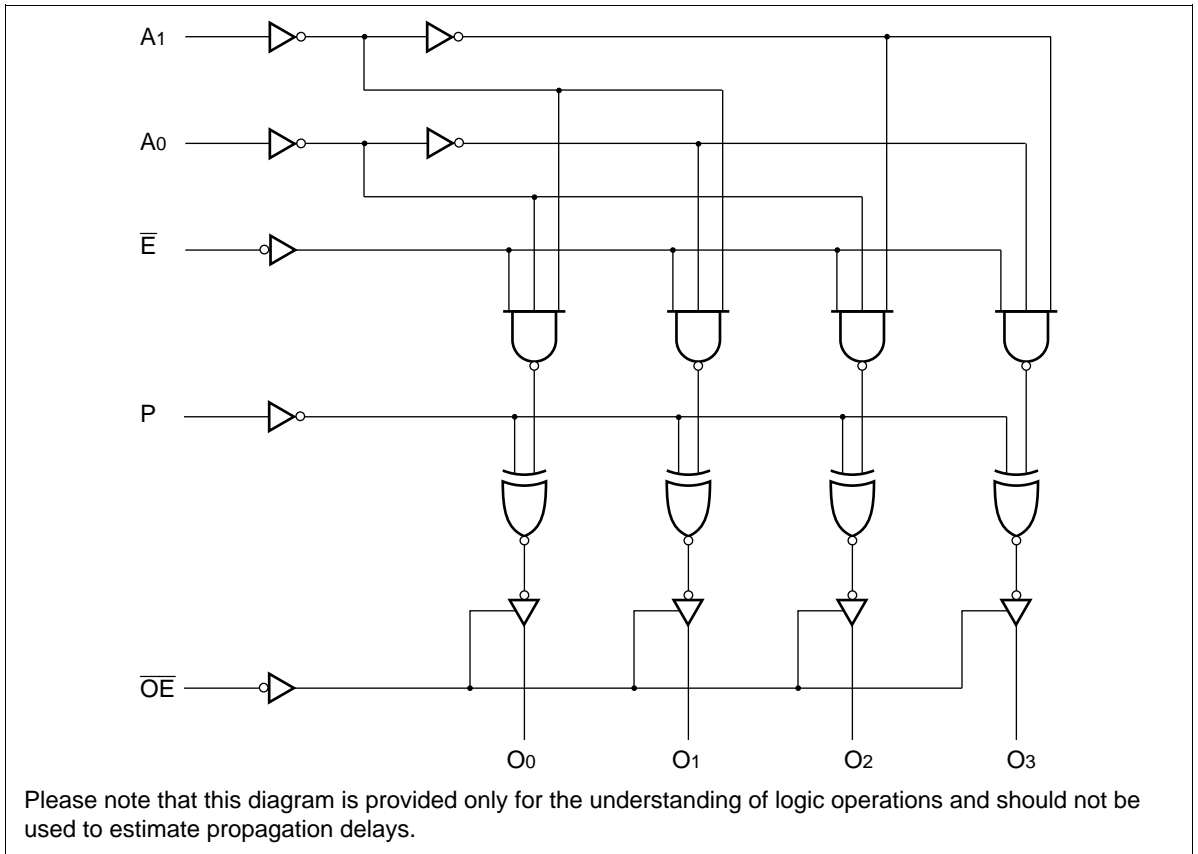 A1
A0
E̅
P
O̅E̅
O0 O1 O2 O3
Please note that this diagram is provided only for the understanding of logic operations and should not be
used to estimate propagation delays.